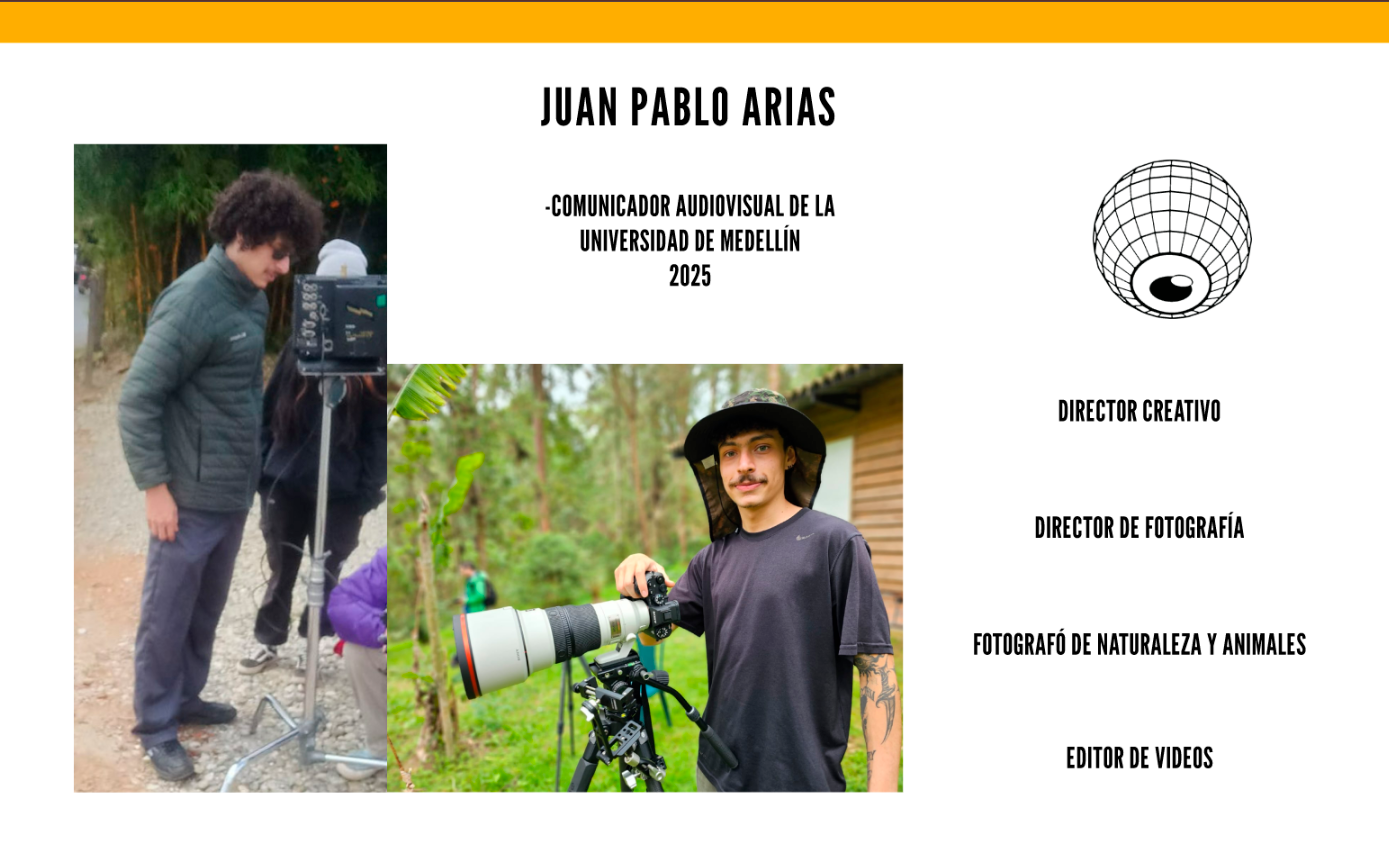 JUAN PABLO ARIAS
-COMUNICADOR AUDIOVISUAL DE LA
UNIVERSIDAD DE MEDELLÍN
2025
DIRECTOR CREATIVO
DIRECTOR DE FOTOGRAFÍA
FOTOGRAFÓ DE NATURALEZA Y ANIMALES
EDITOR DE VIDEOS